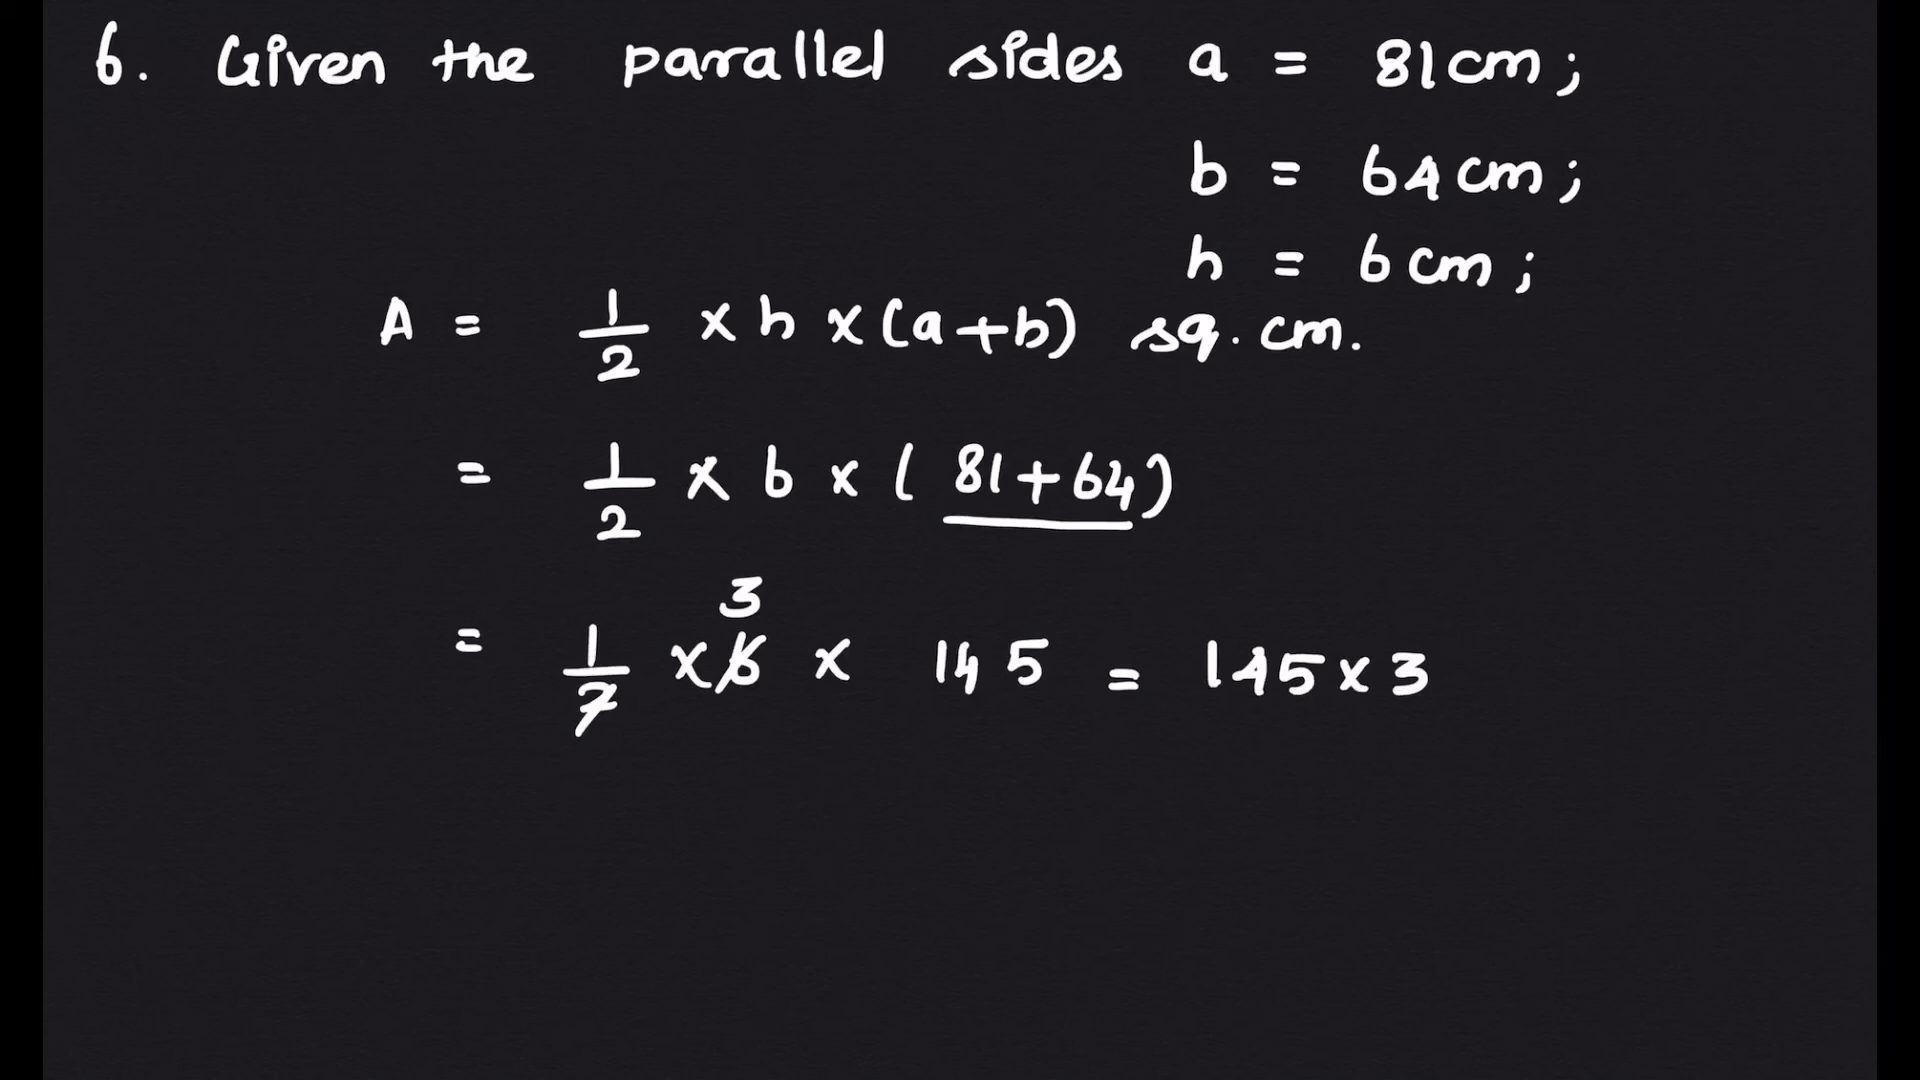 6. Given the parallel sides a = 81cm;
b = 64cm;
h = 6cm;
A = 1/2 × h × (a+b) sq. cm.
= 1/2 × 6 × (81+64)
3
= 1/2 × 6 × 145 = 145×3